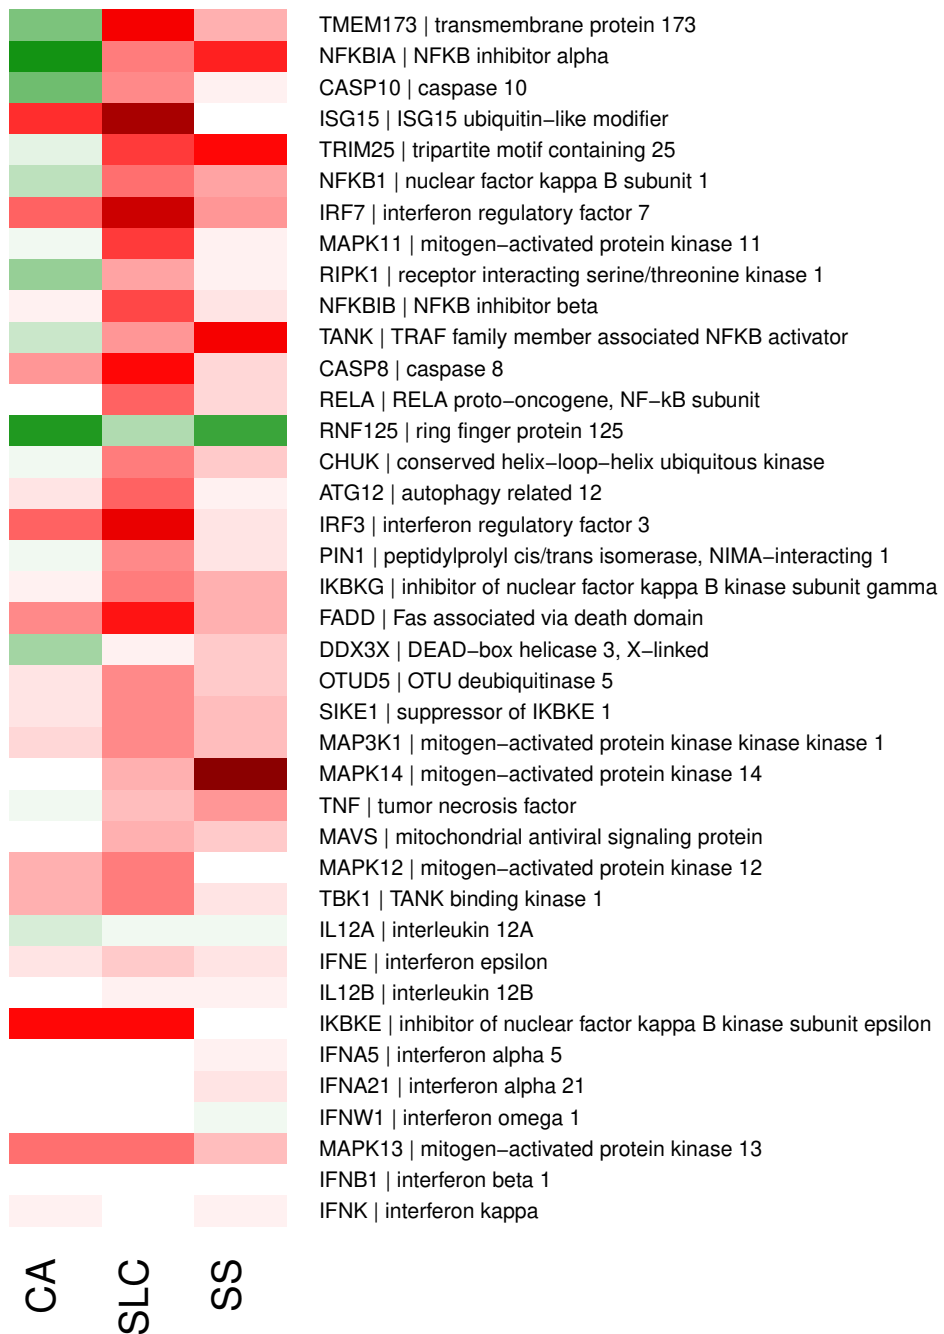 TMEM173 | transmembrane protein 173
NFKBIA | NFKB inhibitor alpha
CASP10 | caspase 10
ISG15 | ISG15 ubiquitin−like modifier
TRIM25 | tripartite motif containing 25
NFKB1 | nuclear factor kappa B subunit 1
IRF7 | interferon regulatory factor 7
MAPK11 | mitogen−activated protein kinase 11
RIPK1 | receptor interacting serine/threonine kinase 1
NFKBIB | NFKB inhibitor beta
TANK | TRAF family member associated NFKB activator
CASP8 | caspase 8
RELA | RELA proto−oncogene, NF−kB subunit
RNF125 | ring finger protein 125
CHUK | conserved helix−loop−helix ubiquitous kinase
ATG12 | autophagy related 12
IRF3 | interferon regulatory factor 3
PIN1 | peptidylprolyl cis/trans isomerase, NIMA−interacting 1
IKBKG | inhibitor of nuclear factor kappa B kinase subunit gamma
FADD | Fas associated via death domain
DDX3X | DEAD−box helicase 3, X−linked
OTUD5 | OTU deubiquitinase 5
SIKE1 | suppressor of IKBKE 1
MAP3K1 | mitogen−activated protein kinase kinase kinase 1
MAPK14 | mitogen−activated protein kinase 14
TNF | tumor necrosis factor
MAVS | mitochondrial antiviral signaling protein
MAPK12 | mitogen−activated protein kinase 12
TBK1 | TANK binding kinase 1
IL12A | interleukin 12A
IFNE | interferon epsilon
IL12B | interleukin 12B
IKBKE | inhibitor of nuclear factor kappa B kinase subunit epsilon
IFNA5 | interferon alpha 5
IFNA21 | interferon alpha 21
IFNW1 | interferon omega 1
MAPK13 | mitogen−activated protein kinase 13
IFNB1 | interferon beta 1
IFNK | interferon kappa
CA
SLC
SS